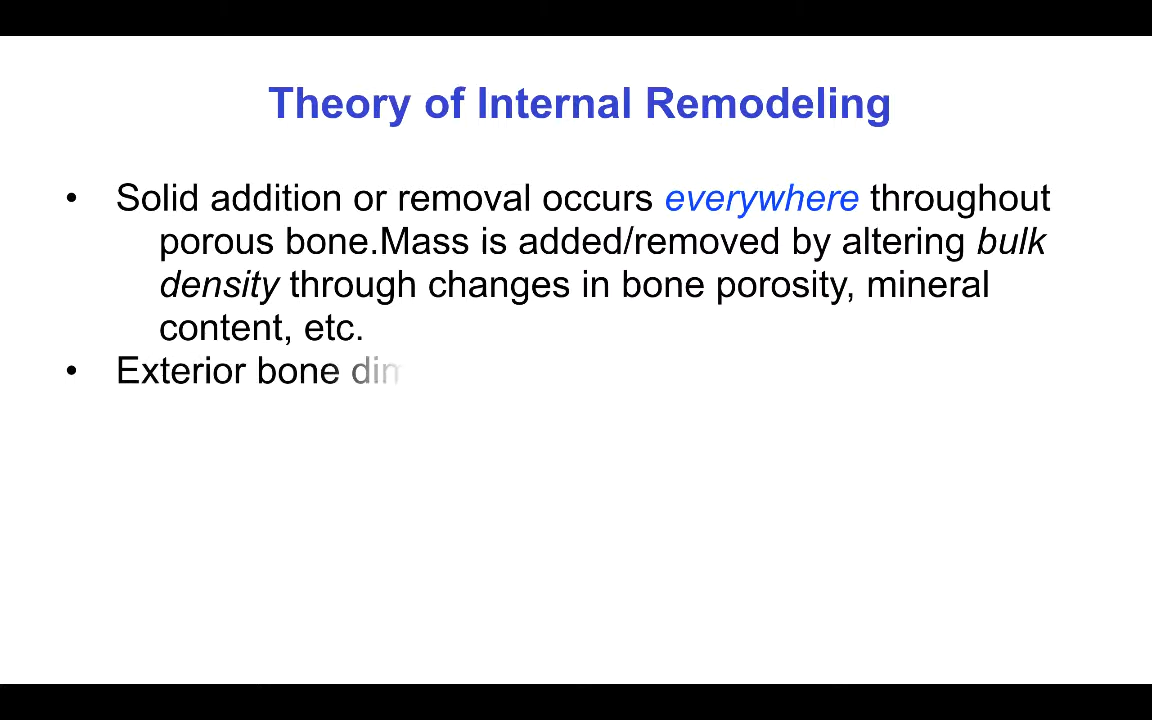 Theory of Internal Remodeling
• Solid addition or removal occurs everywhere throughout
porous bone.Mass is added/removed by altering bulk
density through changes in bone porosity, mineral
content, etc.
• Exterior bone